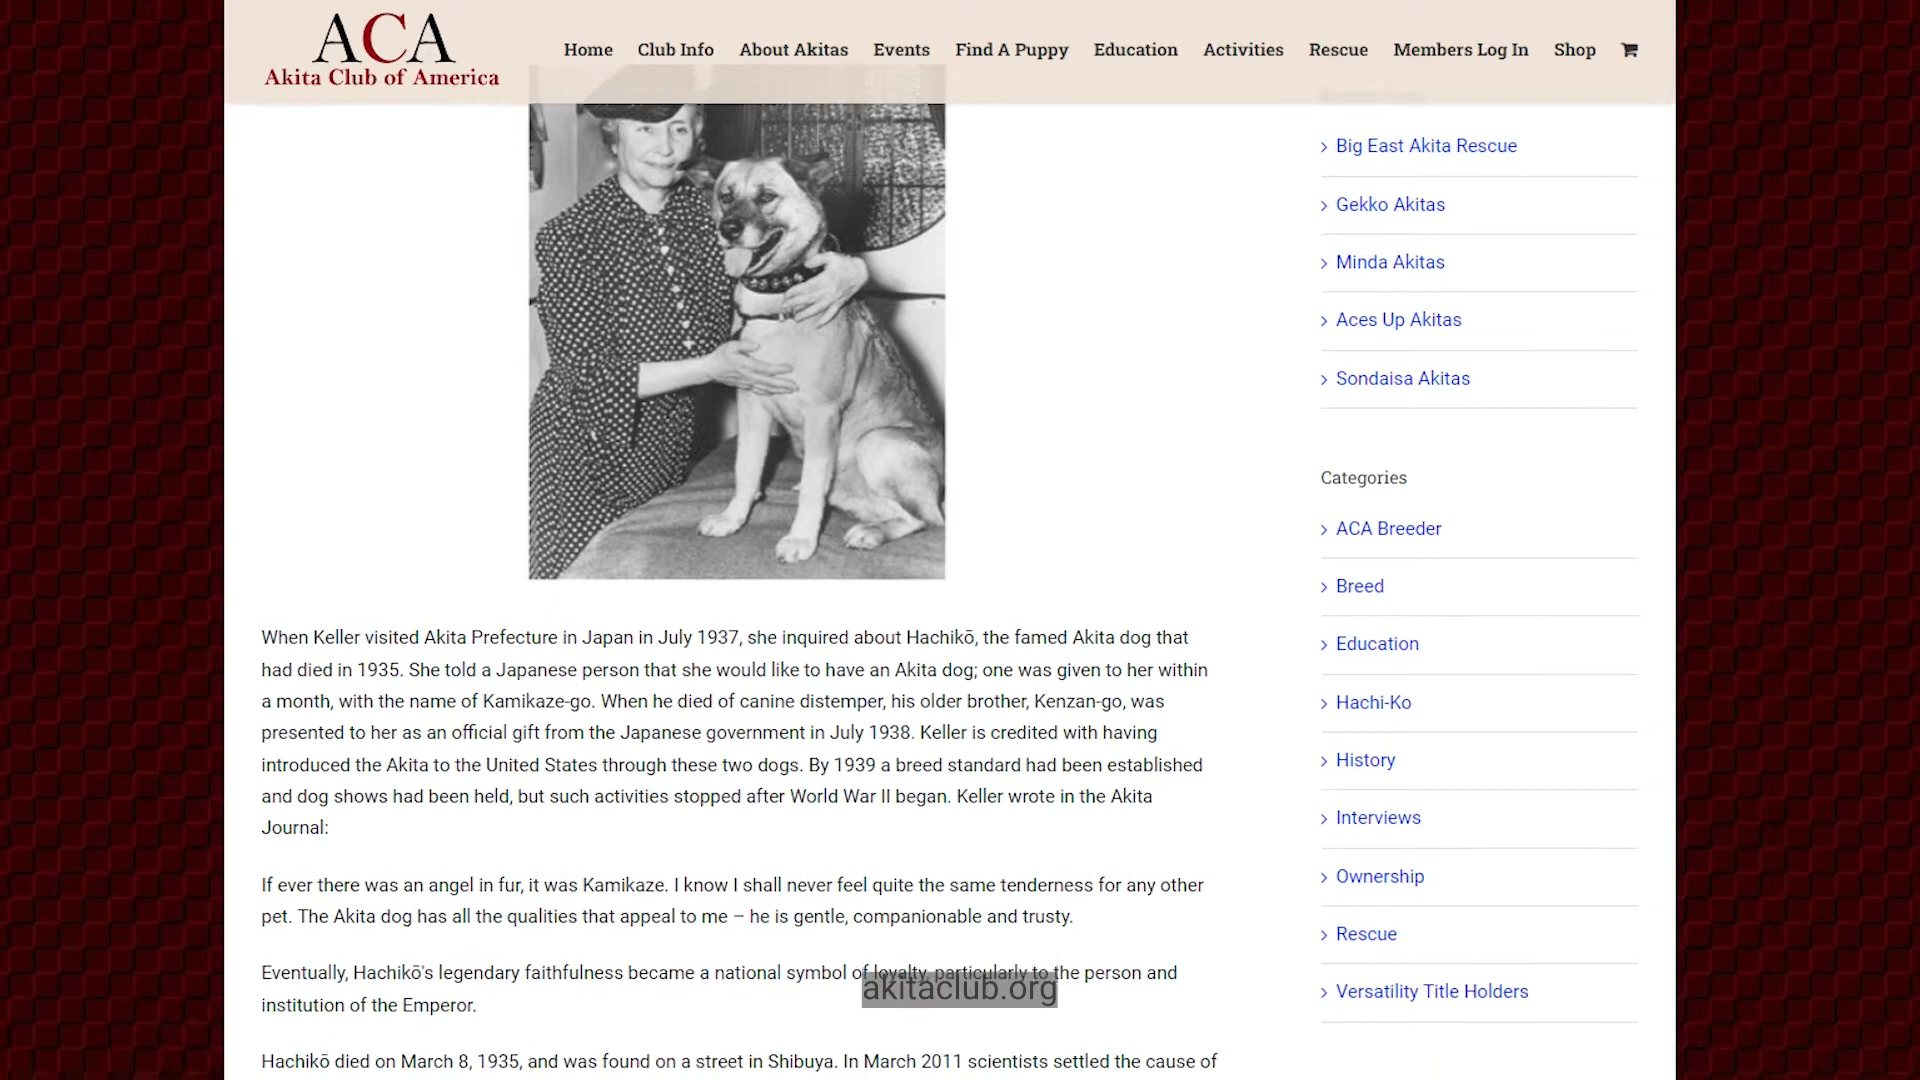 ACA
Akita Club of America
Home Club Info About Akitas Events Find A Puppy Education Activities Rescue Members Log In Shop
Big East Akita Rescue
Gekko Akitas
Minda Akitas
Aces Up Akitas
Sondaisa Akitas
Categories
ACA Breeder
Breed
Education
Hachi-Ko
History
Interviews
Ownership
Rescue
Versatility Title Holders
When Keller visited Akita Prefecture in Japan in July 1937, she inquired about Hachikō, the famed Akita dog that
had died in 1935. She told a Japanese person that she would like to have an Akita dog; one was given to her within
a month, with the name of Kamikaze-go. When he died of canine distemper, his older brother, Kenzan-go, was
presented to her as an official gift from the Japanese government in July 1938. Keller is credited with having
introduced the Akita to the United States through these two dogs. By 1939 a breed standard had been established
and dog shows had been held, but such activities stopped after World War II began. Keller wrote in the Akita
Journal:
If ever there was an angel in fur, it was Kamikaze. I know I shall never feel quite the same tenderness for any other
pet. The Akita dog has all the qualities that appeal to me – he is gentle, companionable and trusty.
Eventually, Hachikō's legendary faithfulness became a national symbol of loyalty, particularly to the person and
institution of the Emperor.
akitaclub.org
Hachikō died on March 8, 1935, and was found on a street in Shibuya. In March 2011 scientists settled the cause of